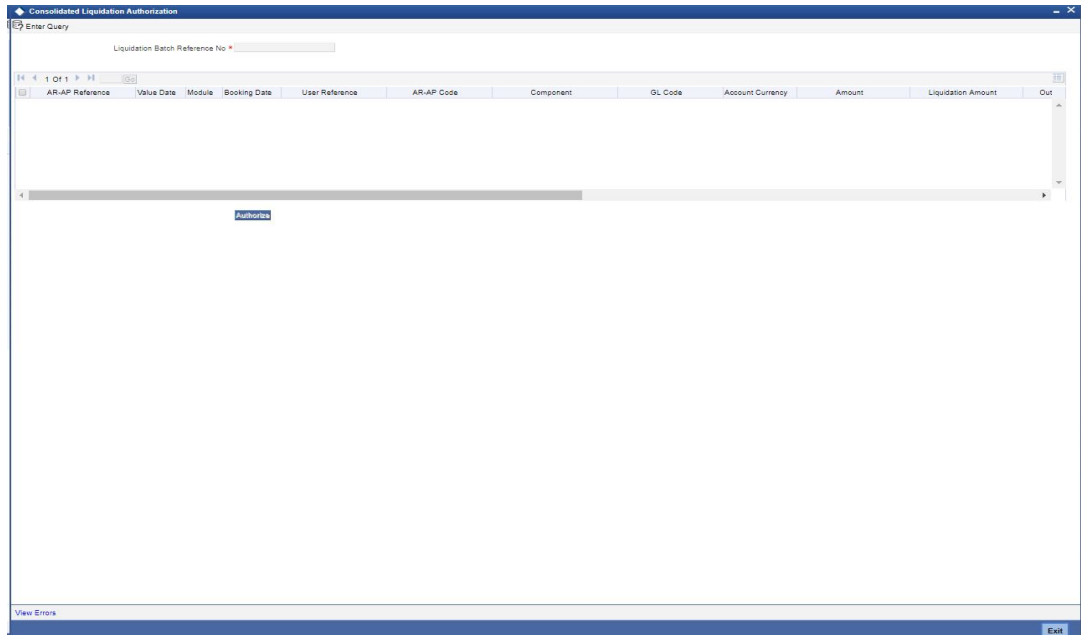 Consolidated Liquidation Authorization
Enter Query
Liquidation Batch Reference No *
1 Of 1 Go
AR-AP Reference Value Date Module Booking Date User Reference AR-AP Code Component GL Code Account Currency Amount Liquidation Amount Out
Authorize
View Errors
Exit